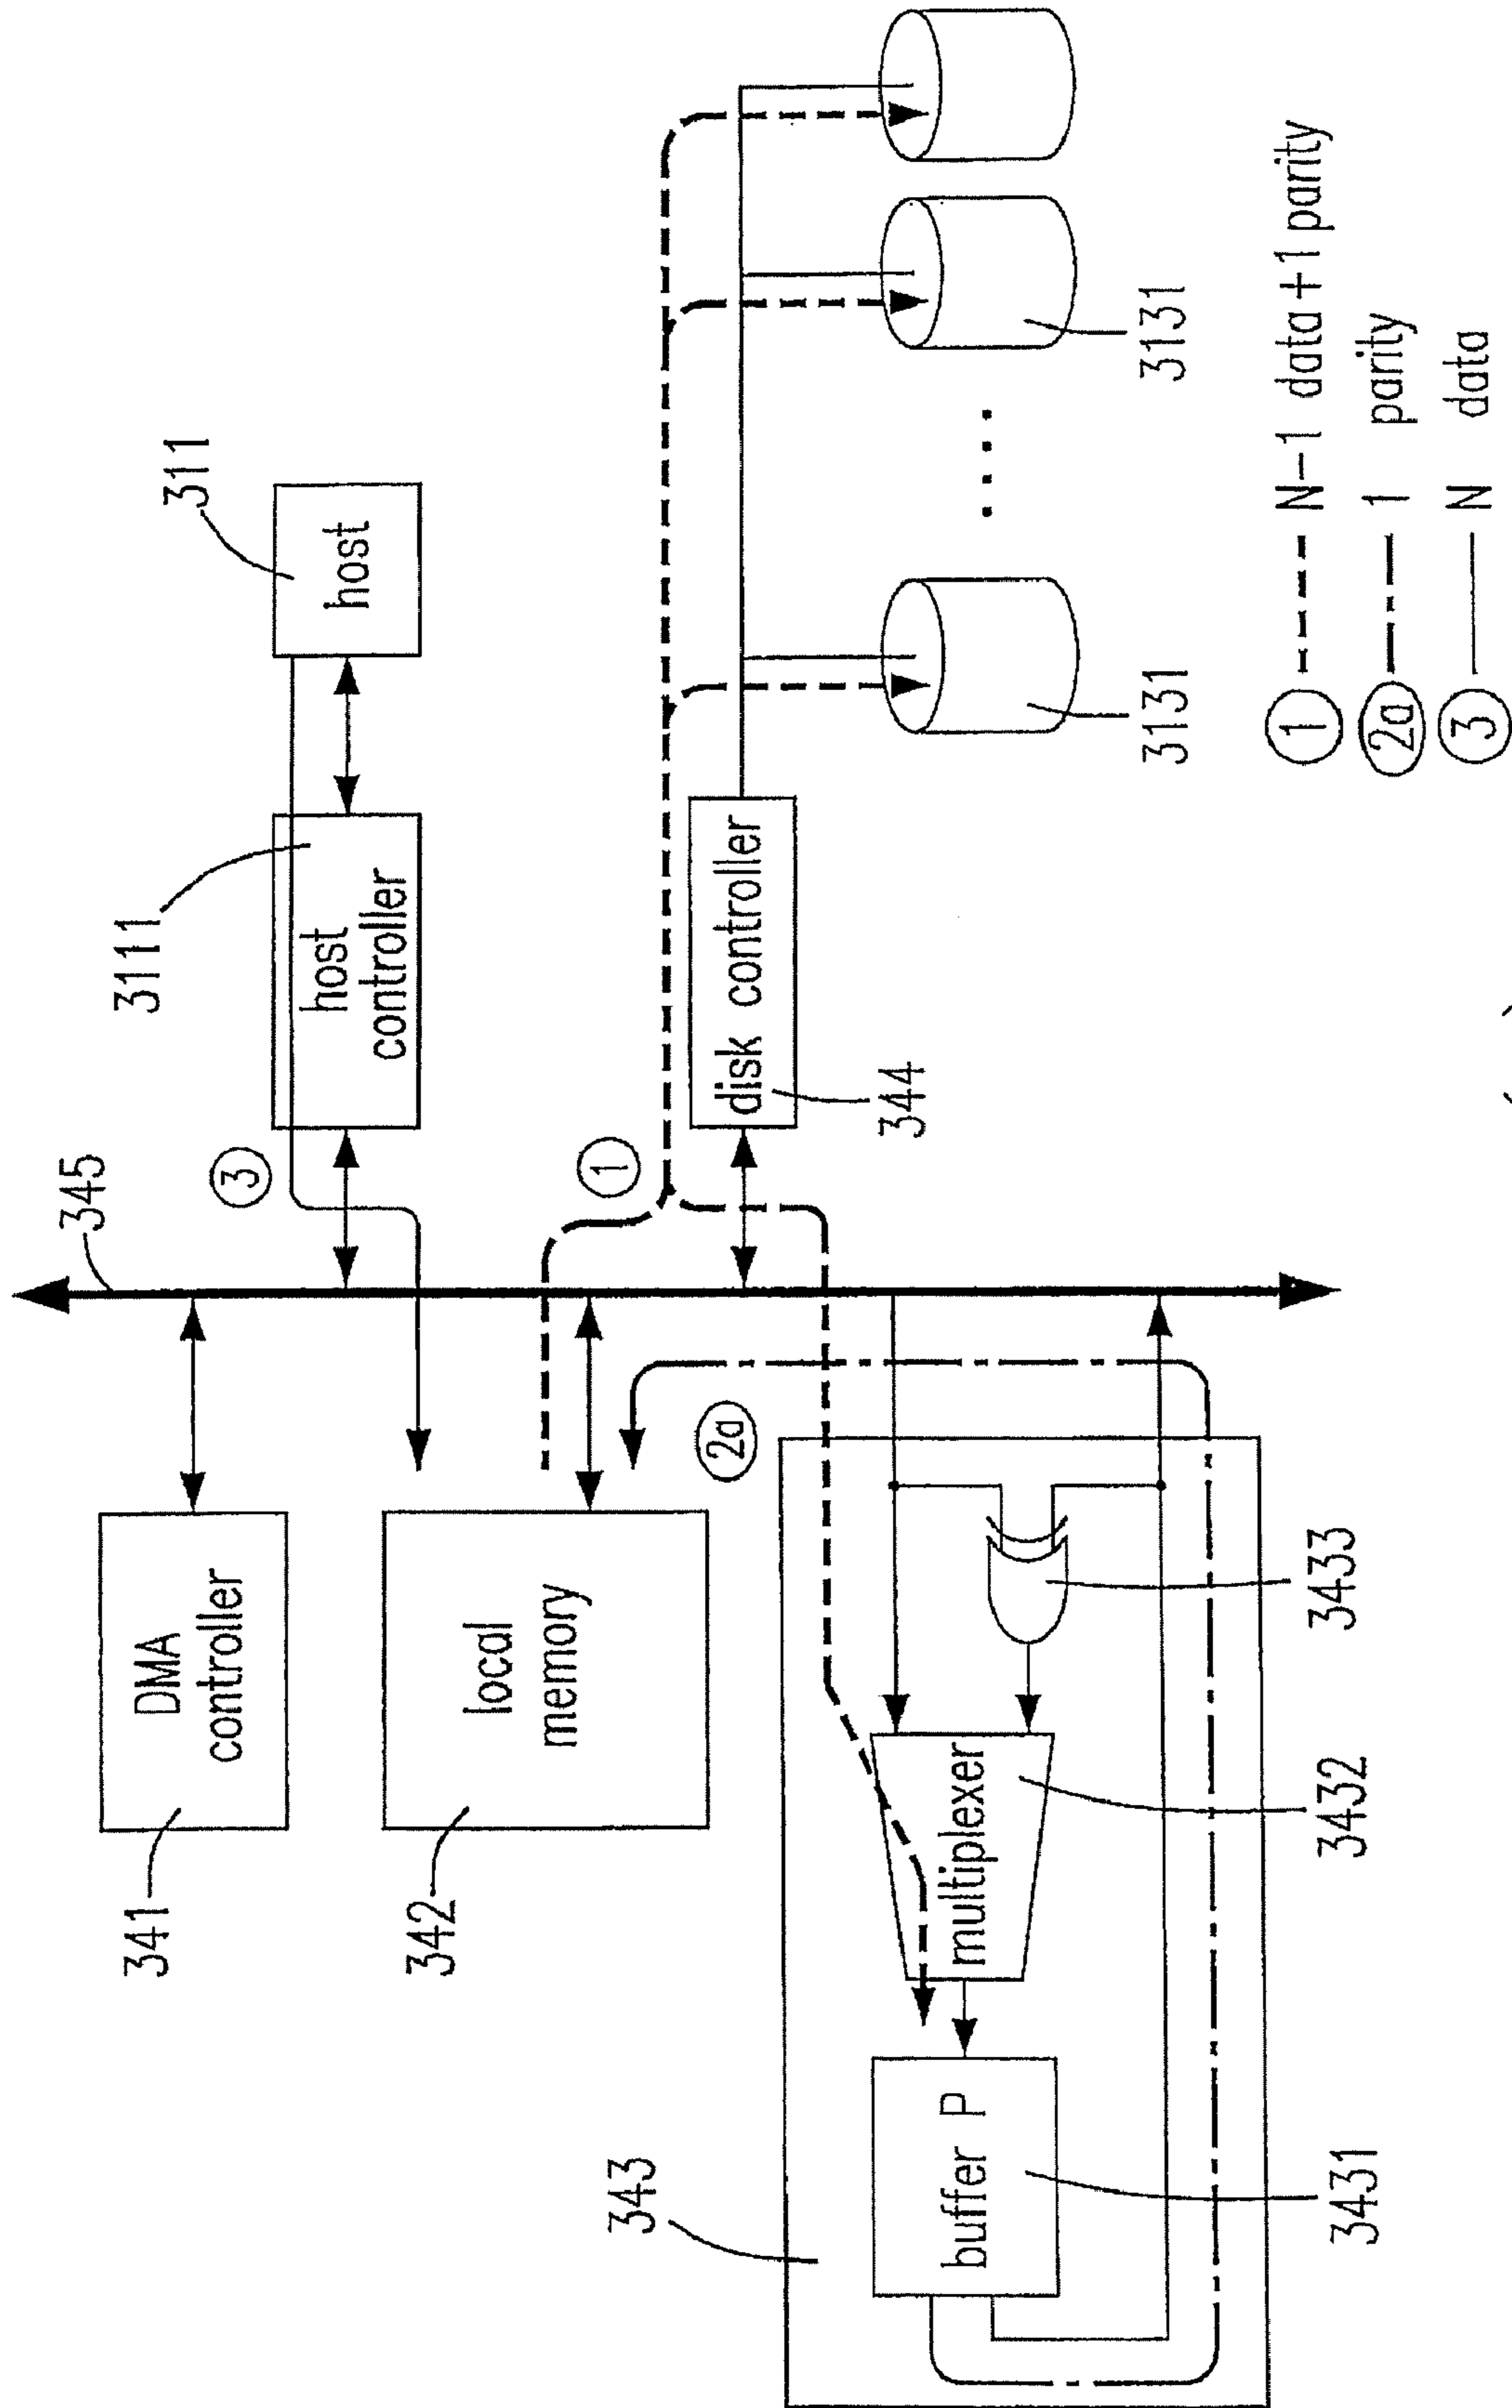 345
341
DMA
controller
3
3111
host
controller
311
host
342
local
memory
1
2a
disk controller
344
3131
....
3131
343
buffer P
multiplexer
3431
3432
3433
1 N-1 data+1 parity
2a 1 parity
3 N data